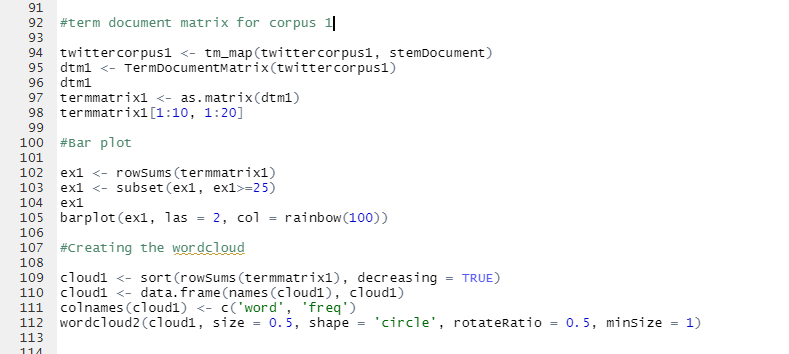 91
92 #term document matrix for corpus 1
93
94 twittercorpus1 <- tm_map(twittercorpus1, stemDocument)
95 dtm1 <- TermDocumentMatrix(twittercorpus1)
96 dtm1
97 termmatrix1 <- as.matrix(dtm1)
98 termmatrix1[1:10, 1:20]
99
100 #Bar plot
101
102 ex1 <- rowSums(termmatrix1)
103 ex1 <- subset(ex1, ex1>=25)
104 ex1
105 barplot(ex1, las = 2, col = rainbow(100))
106
107 #Creating the wordcloud
108
109 cloud1 <- sort(rowSums(termmatrix1), decreasing = TRUE)
110 cloud1 <- data.frame(names(cloud1), cloud1)
111 colnames(cloud1) <- c('word', 'freq')
112 wordcloud2(cloud1, size = 0.5, shape = 'circle', rotateRatio = 0.5, minSize = 1)
113
114